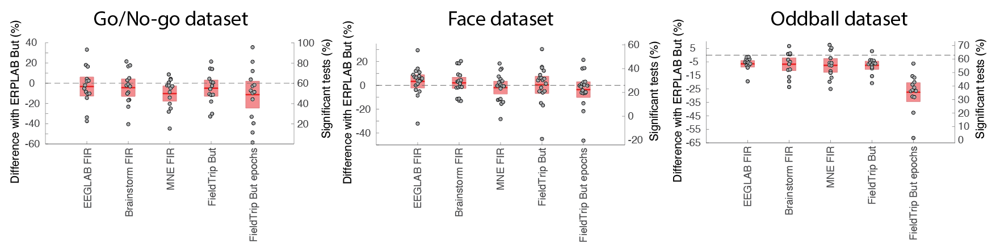 Go/No-go dataset
Difference with ERPLAB But (%)
40
20
0
-20
-40
-60
100
80
60
40
20
Significant tests (%)
EEGLAB FIR
Brainstorm FIR
MNE FIR
FieldTrip But
FieldTrip But epochs
Face dataset
Difference with ERPLAB But (%)
20
0
-20
-40
60
40
20
0
-20
Significant tests (%)
EEGLAB FIR
Brainstorm FIR
MNE FIR
FieldTrip But
FieldTrip But epochs
Oddball dataset
Difference with ERPLAB But (%)
5
-5
-15
-25
-35
-45
-55
-65
70
60
50
40
30
20
10
0
Significant tests (%)
EEGLAB FIR
Brainstorm FIR
MNE FIR
FieldTrip But
FieldTrip But epochs